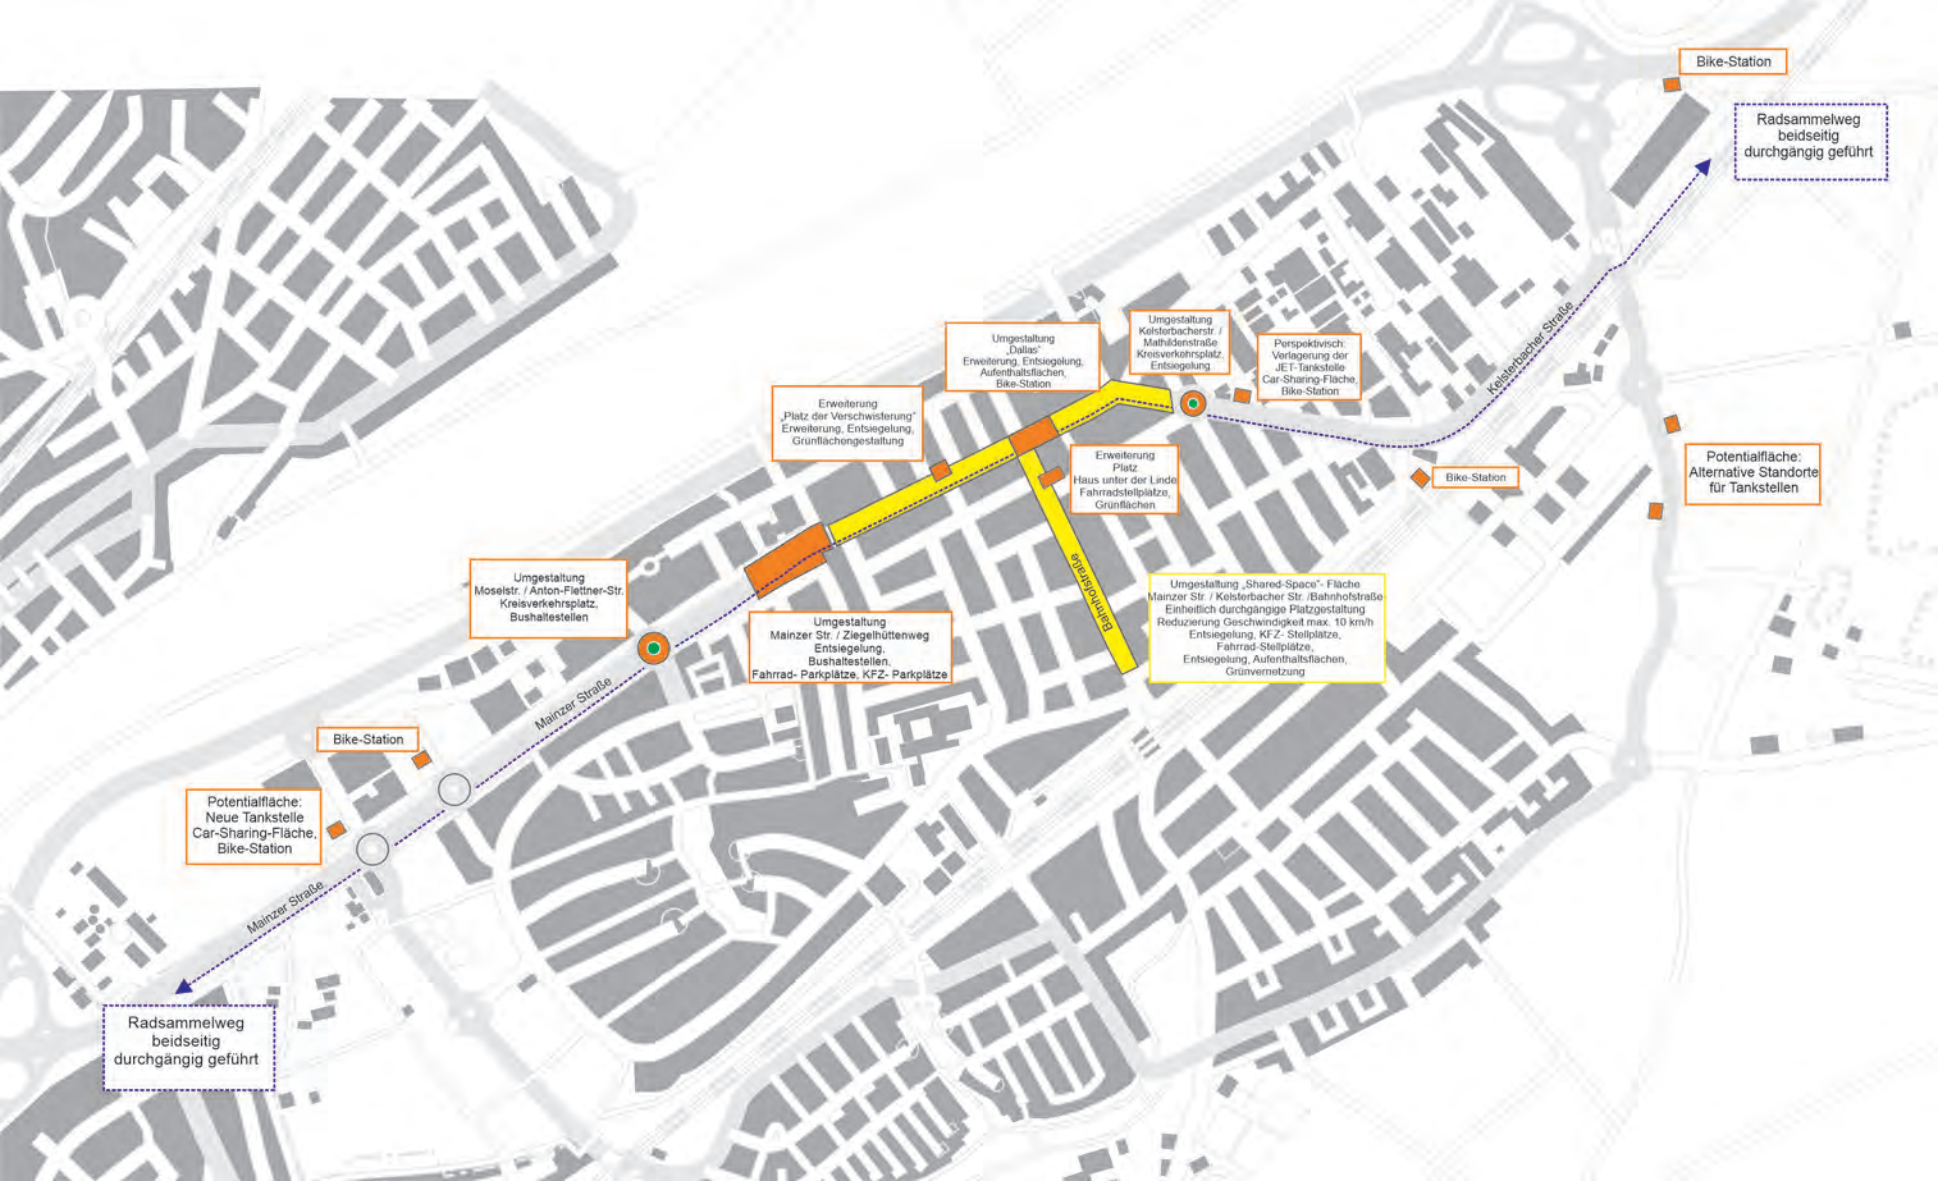 Bike-Station
Radsammelweg
beidseitig
durchgängig geführt
Umgestaltung
Kelsterbacherstr. /
Mathildenstraße
Kreisverkehrsplatz,
Entsiegelung
Umgestaltung
„Dallas"
Erweiterung, Entsiegelung,
Aufenthaltsflächen,
Bike-Station
Perspektivisch:
Verlagerung der
JET-Tankstelle
Car-Sharing-Fläche,
Bike-Station
Kelsterbacher Straße
Erweiterung
„Platz der Verschwisterung"
Erweiterung, Entsiegelung,
Grünflächengestaltung
Erweiterung
Platz
Haus unter der Linde
Fahrradstellplätze,
Grünflächen
Bike-Station
Potentialfläche:
Alternative Standorte
für Tankstellen
Bahnhofstraße
Umgestaltung „Shared-Space"- Fläche
Mainzer Str. / Kelsterbacher Str. /Bahnhofstraße
Einheitlich durchgängige Platzgestaltung
Reduzierung Geschwindigkeit max. 10 km/h
Entsiegelung, KFZ- Stellplätze,
Fahrrad-Stellplätze,
Entsiegelung, Aufenthaltsflächen,
Grünvernetzung
Umgestaltung
Moselstr. / Anton-Flettner-Str.
Kreisverkehrsplatz,
Bushaltestellen
Umgestaltung
Mainzer Str. / Ziegelhüttenweg
Entsiegelung,
Bushaltestellen,
Fahrrad- Parkplätze, KFZ- Parkplätze
Mainzer Straße
Bike-Station
Potentialfläche:
Neue Tankstelle
Car-Sharing-Fläche,
Bike-Station
Mainzer Straße
Radsammelweg
beidseitig
durchgängig geführt